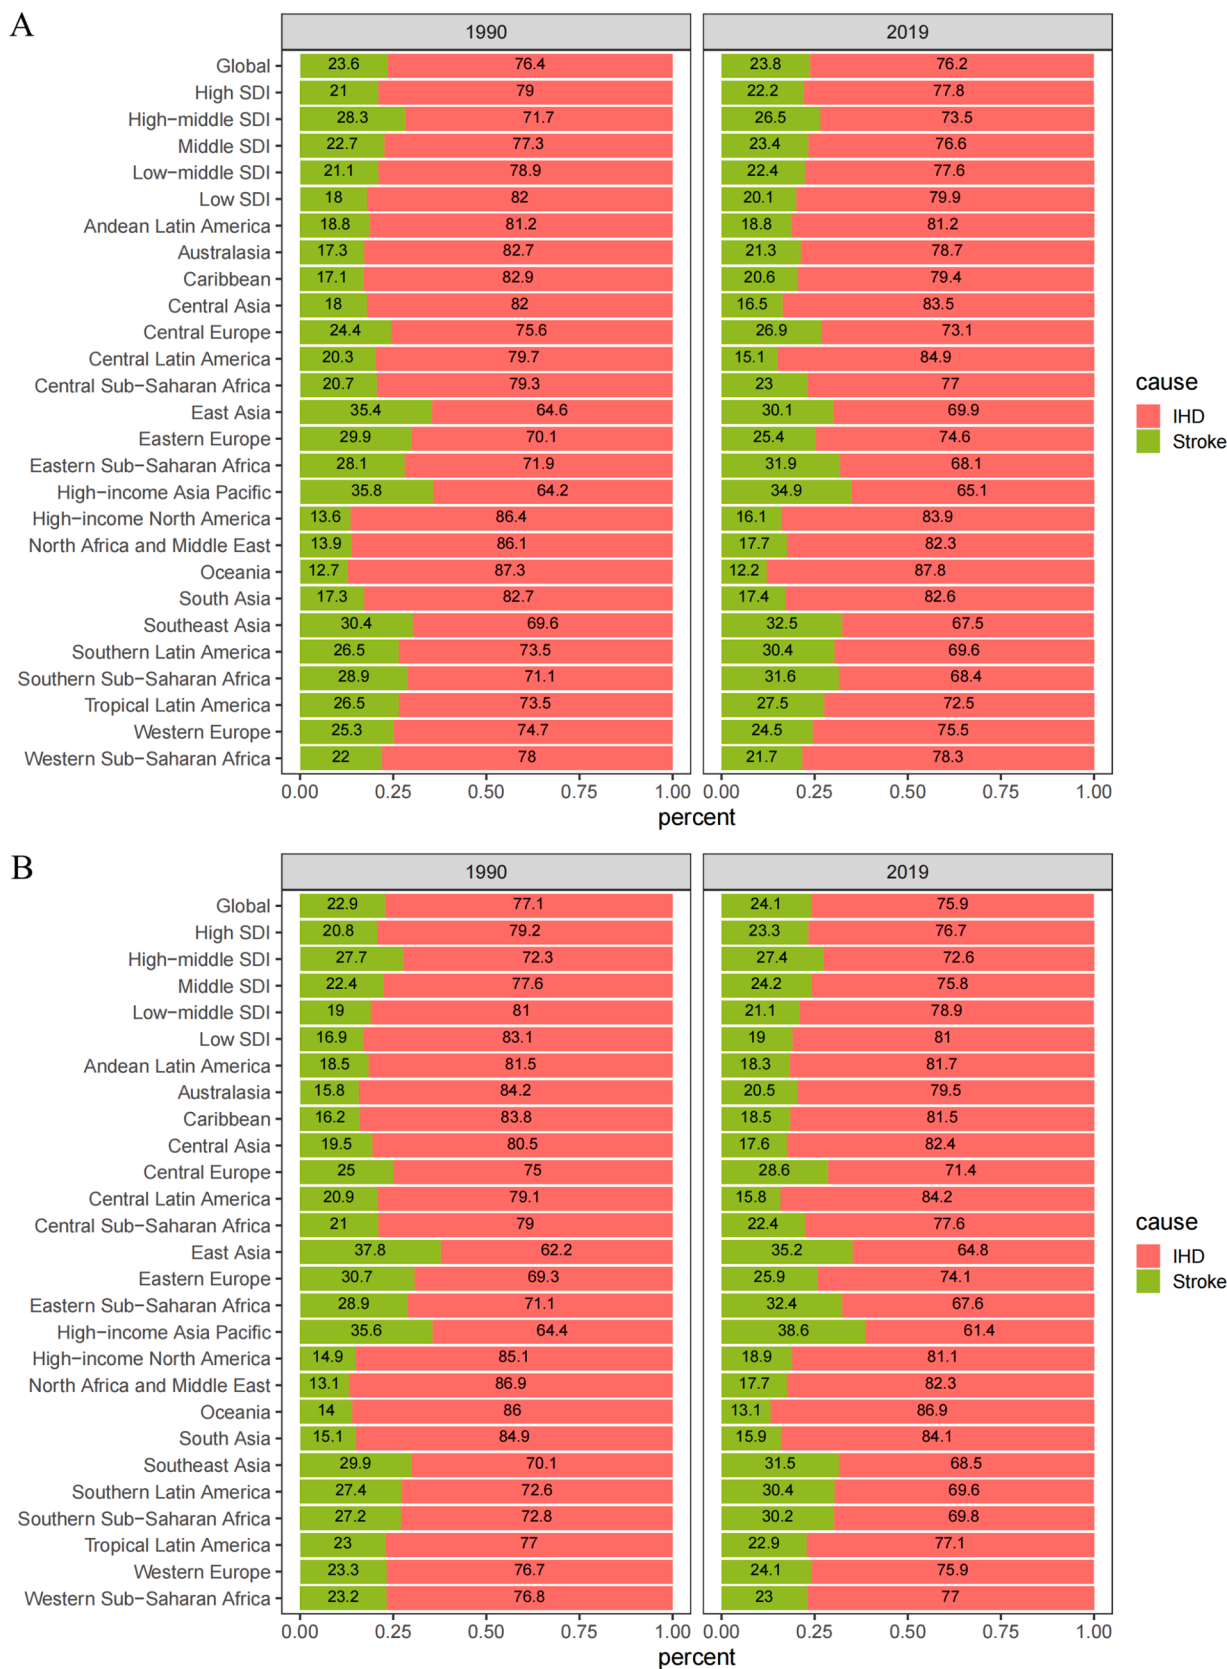 A
1990 2019
Global 23.6 76.4 23.8 76.2
High SDI 21 79 22.2 77.8
High−middle SDI 28.3 71.7 26.5 73.5
Middle SDI 22.7 77.3 23.4 76.6
Low−middle SDI 21.1 78.9 22.4 77.6
Low SDI 18 82 20.1 79.9
Andean Latin America 18.8 81.2 18.8 81.2
Australasia 17.3 82.7 21.3 78.7
Caribbean 17.1 82.9 20.6 79.4
Central Asia 18 82 16.5 83.5
Central Europe 24.4 75.6 26.9 73.1
Central Latin America 20.3 79.7 15.1 84.9
Central Sub−Saharan Africa 20.7 79.3 23 77
East Asia 35.4 64.6 30.1 69.9
Eastern Europe 29.9 70.1 25.4 74.6
Eastern Sub−Saharan Africa 28.1 71.9 31.9 68.1
High−income Asia Pacific 35.8 64.2 34.9 65.1
High−income North America 13.6 86.4 16.1 83.9
North Africa and Middle East 13.9 86.1 17.7 82.3
Oceania 12.7 87.3 12.2 87.8
South Asia 17.3 82.7 17.4 82.6
Southeast Asia 30.4 69.6 32.5 67.5
Southern Latin America 26.5 73.5 30.4 69.6
Southern Sub−Saharan Africa 28.9 71.1 31.6 68.4
Tropical Latin America 26.5 73.5 27.5 72.5
Western Europe 25.3 74.7 24.5 75.5
Western Sub−Saharan Africa 22 78 21.7 78.3
0.00 0.25 0.50 0.75 1.00 0.00 0.25 0.50 0.75 1.00
percent
cause
IHD
Stroke
B
1990 2019
Global 22.9 77.1 24.1 75.9
High SDI 20.8 79.2 23.3 76.7
High−middle SDI 27.7 72.3 27.4 72.6
Middle SDI 22.4 77.6 24.2 75.8
Low−middle SDI 19 81 21.1 78.9
Low SDI 16.9 83.1 19 81
Andean Latin America 18.5 81.5 18.3 81.7
Australasia 15.8 84.2 20.5 79.5
Caribbean 16.2 83.8 18.5 81.5
Central Asia 19.5 80.5 17.6 82.4
Central Europe 25 75 28.6 71.4
Central Latin America 20.9 79.1 15.8 84.2
Central Sub−Saharan Africa 21 79 22.4 77.6
East Asia 37.8 62.2 35.2 64.8
Eastern Europe 30.7 69.3 25.9 74.1
Eastern Sub−Saharan Africa 28.9 71.1 32.4 67.6
High−income Asia Pacific 35.6 64.4 38.6 61.4
High−income North America 14.9 85.1 18.9 81.1
North Africa and Middle East 13.1 86.9 17.7 82.3
Oceania 14 86 13.1 86.9
South Asia 15.1 84.9 15.9 84.1
Southeast Asia 29.9 70.1 31.5 68.5
Southern Latin America 27.4 72.6 30.4 69.6
Southern Sub−Saharan Africa 27.2 72.8 30.2 69.8
Tropical Latin America 23 77 22.9 77.1
Western Europe 23.3 76.7 24.1 75.9
Western Sub−Saharan Africa 23.2 76.8 23 77
0.00 0.25 0.50 0.75 1.00 0.00 0.25 0.50 0.75 1.00
percent
cause
IHD
Stroke